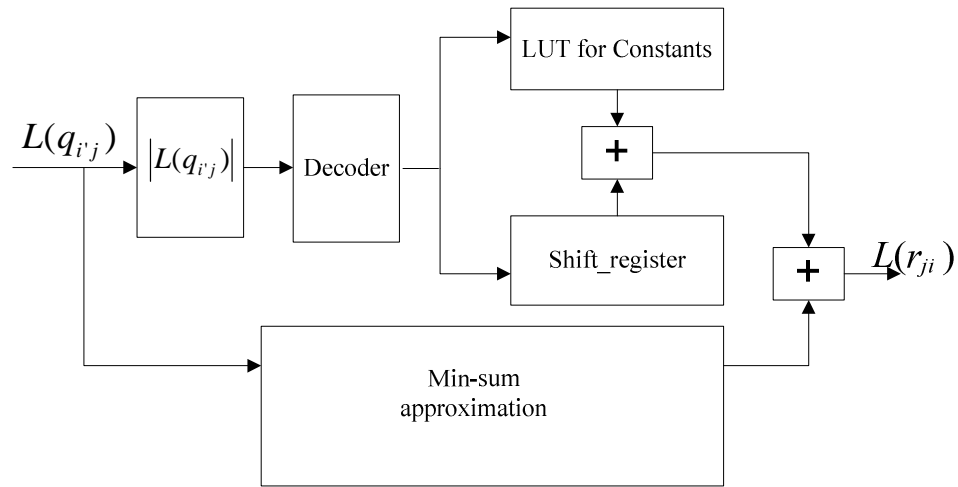 LUT for Constants
L(q_{i'j})
|L(q_{i'j})|
Decoder
+
Shift_register
+
L(r_{ji})
Min-sum
approximation